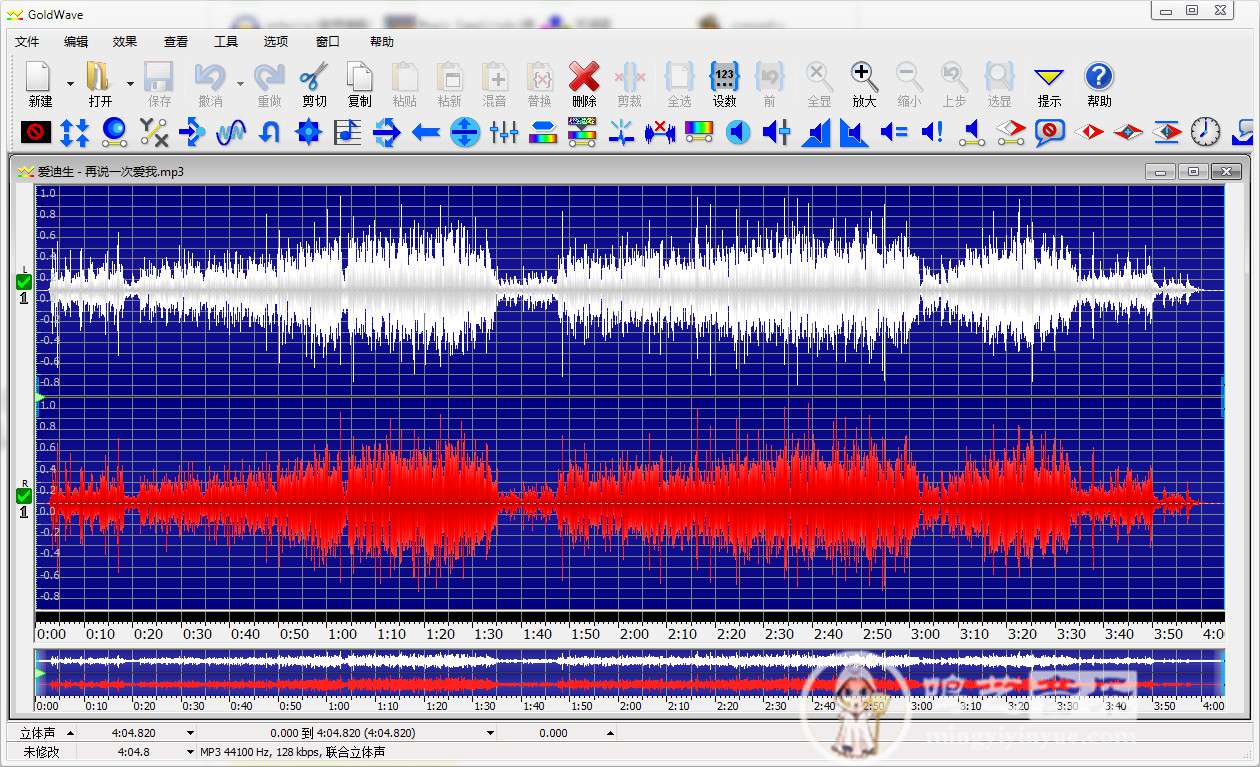 GoldWave
文件 编辑 效果 查看 工具 选项 窗口 帮助
新建 打开 保存 撤消 重做 剪切 复制 粘贴 粘新 混音 替换 删除 剪裁 全选 设数 前 全显 放大 缩小 上步 选显 提示 帮助
爱迪生 - 再说一次爱我.mp3
1.0
0.8
0.6
0.4
0.2
L
0.0
1
-0.2
-0.4
-0.6
-0.8
1.0
0.8
0.6
0.4
R
0.2
0.0
1
-0.2
-0.4
-0.6
-0.8
0:00 0:10 0:20 0:30 0:40 0:50 1:00 1:10 1:20 1:30 1:40 1:50 2:00 2:10 2:20 2:30 2:40 2:50 3:00 3:10 3:20 3:30 3:40 3:50 4:0
0:00 0:10 0:20 0:30 0:40 0:50 1:00 1:10 1:20 1:30 1:40 1:50 2:00 2:10 2:20 2:30 2:40 2:50 3:00 3:10 3:20 3:30 3:40 3:50 4:00
鸣艺音乐
mingyiyinyue.com
立体声 4:04.820 0.000 到 4:04.820 (4:04.820) 0.000
未修改 4:04.8 MP3 44100 Hz, 128 kbps, 联合立体声